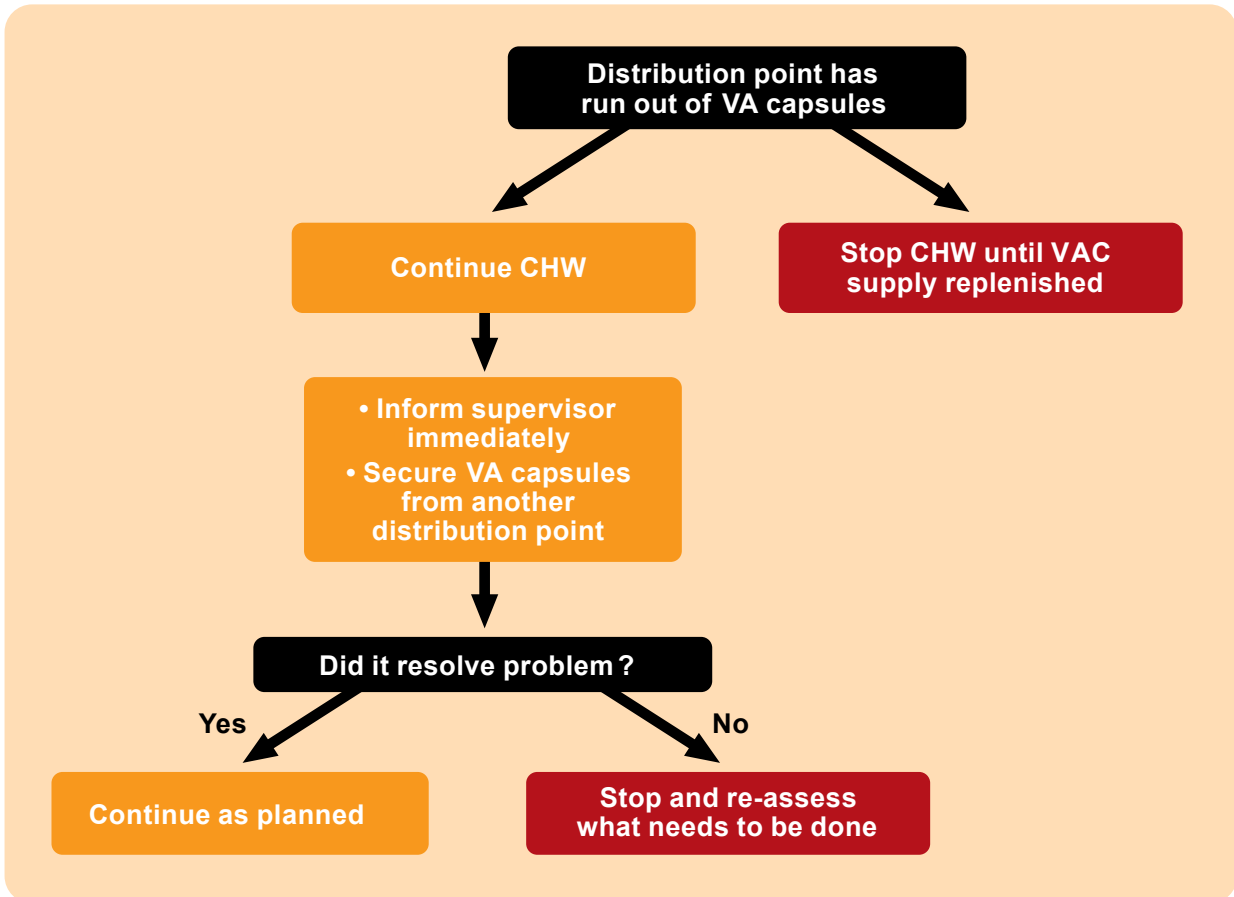 Distribution point has
run out of VA capsules
Continue CHW
Stop CHW until VAC
supply replenished
• Inform supervisor
immediately
• Secure VA capsules
from another
distribution point
Did it resolve problem ?
Yes
No
Continue as planned
Stop and re-assess
what needs to be done